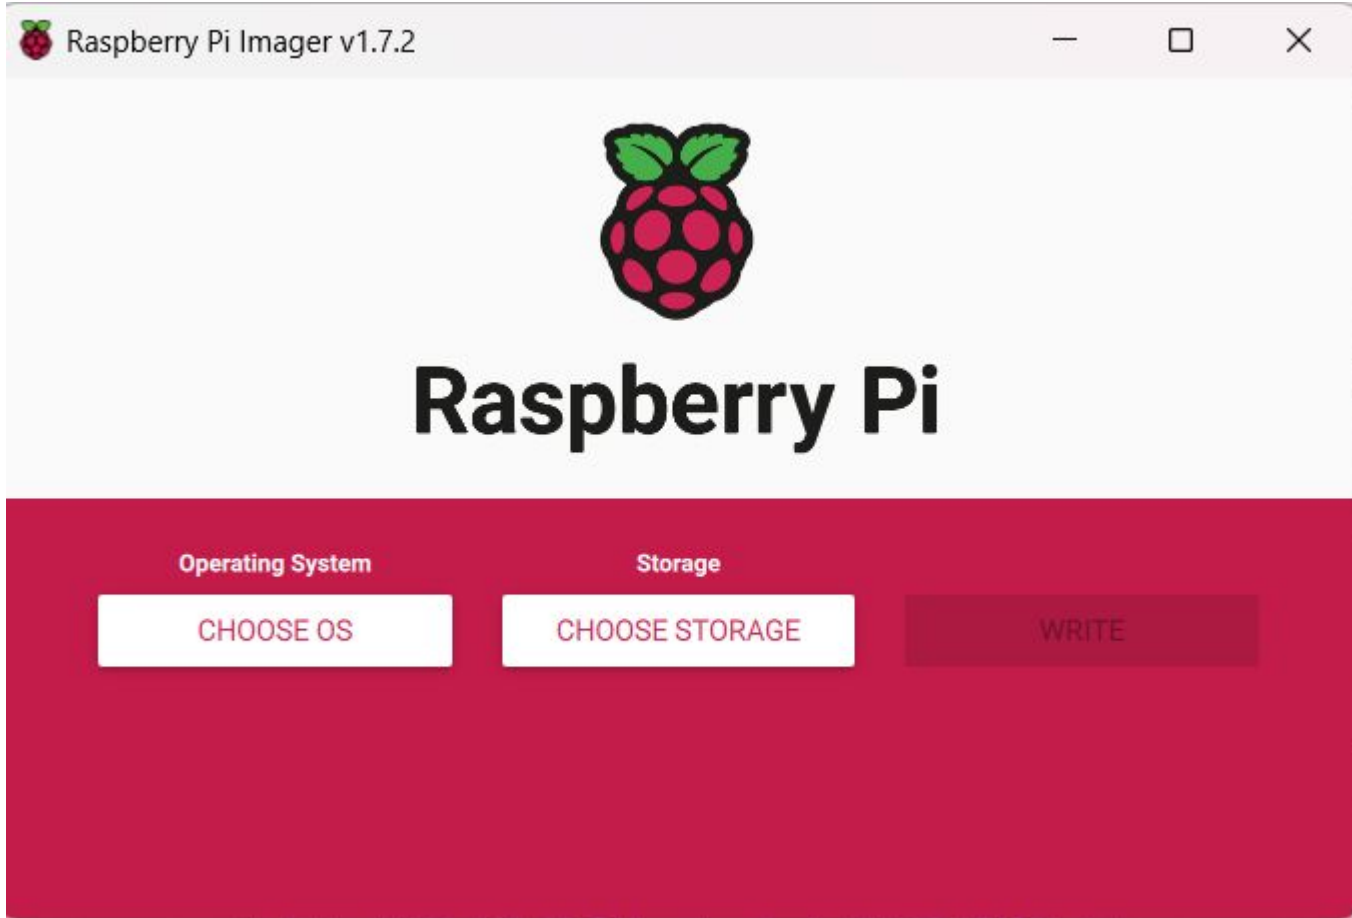 Raspberry Pi Imager v1.7.2
Raspberry Pi
Operating System
Storage
CHOOSE OS
CHOOSE STORAGE
WRITE